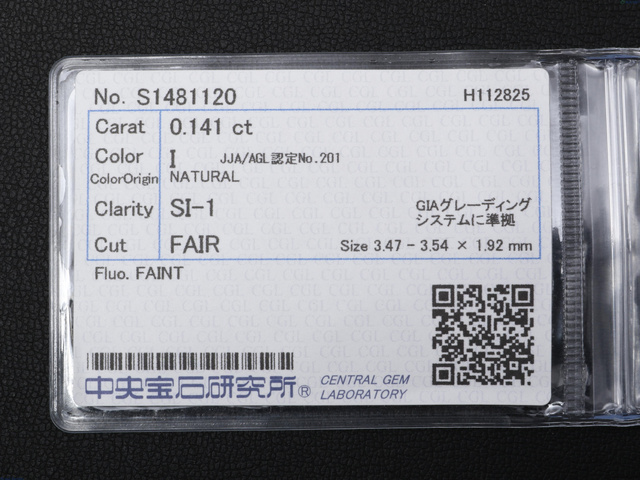 No. S1481120 H112825
Carat 0.141 ct
Color I JJA/AGL認定No.201
ColorOrigin NATURAL
Clarity SI-1 GIAグレーディング
システムに準拠
Cut FAIR Size 3.47 - 3.54 × 1.92 mm
Fluo. FAINT
中央宝石研究所® CENTRAL GEM
LABORATORY